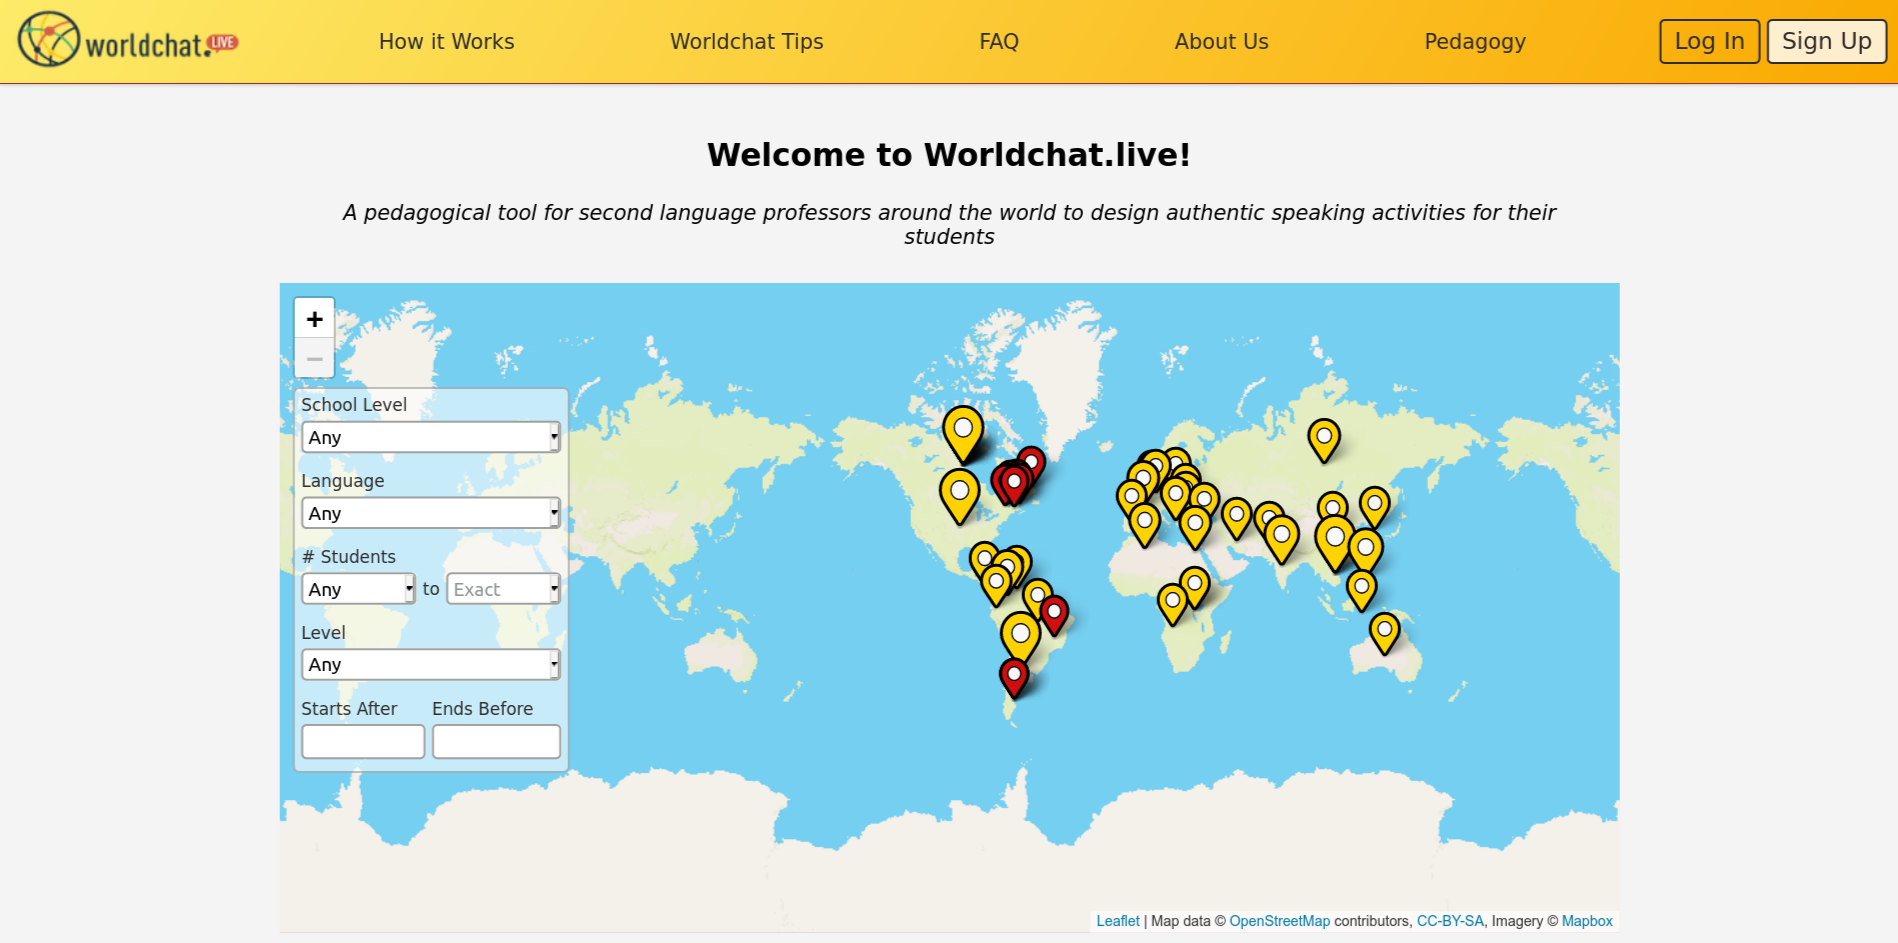 worldchat.LIVE
How it Works
Worldchat Tips
FAQ
About Us
Pedagogy
Log In
Sign Up
Welcome to Worldchat.live!
A pedagogical tool for second language professors around the world to design authentic speaking activities for their
students
+
−
School Level
Any
Language
Any
# Students
Any to Exact
Level
Any
Starts After Ends Before
Leaflet | Map data © OpenStreetMap contributors, CC-BY-SA, Imagery © Mapbox